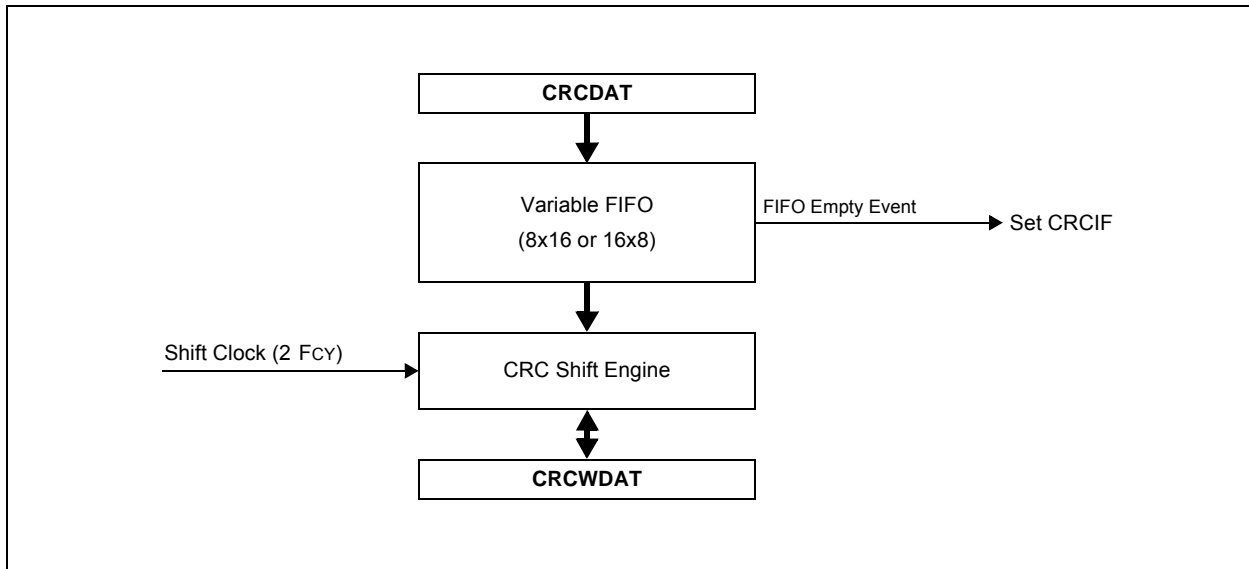 CRCDAT
Variable FIFO
(8x16 or 16x8)
FIFO Empty Event
Set CRCIF
Shift Clock (2 FCY)
CRC Shift Engine
CRCWDAT